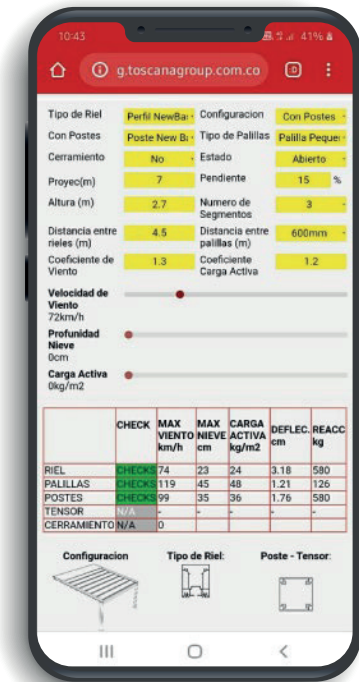 10:43 41%
g.toscanagroup.com.co :D
Tipo de Riel Perfil NewBar Configuracion Con Postes
Con Postes Poste New Ba Tipo de Palillas Palilla Peque
Cerramiento No Estado Abierto
Proyec(m) 7 Pendiente 15 %
Altura (m) 2.7 Numero de Segmentos 3
Distancia entre rieles (m) 4.5 Distancia entre palillas (m) 600mm
Coeficiente de Viento 1.3 Coeficiente Carga Activa 1.2
Velocidad de Viento
72km/h
Profunidad Nieve
0cm
Carga Activa
0kg/m2
CHECK MAX VIENTO km/h MAX NIEVE cm CARGA ACTIVA kg/m2 DEFLEC. cm REACC kg
RIEL CHECKS 74 23 24 3.18 580
PALILLAS CHECKS 119 45 48 1.21 126
POSTES CHECKS 99 35 36 1.76 580
TENSOR N/A - - - - -
CERRAMIENTO N/A 0
Configuracion Tipo de Riel: Poste - Tensor: